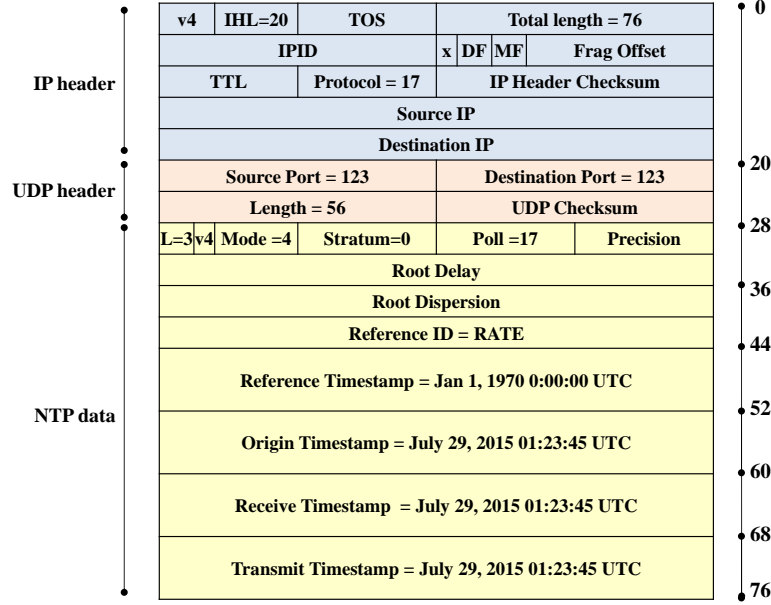 v4 IHL=20 TOS Total length = 76 0
IPID x DF MF Frag Offset
IP header TTL Protocol = 17 IP Header Checksum
Source IP
Destination IP
20
UDP header Source Port = 123 Destination Port = 123
Length = 56 UDP Checksum
28
L=3 v4 Mode =4 Stratum=0 Poll =17 Precision
Root Delay
36
Root Dispersion
Reference ID = RATE
44
Reference Timestamp = Jan 1, 1970 0:00:00 UTC
NTP data 52
Origin Timestamp = July 29, 2015 01:23:45 UTC
60
Receive Timestamp = July 29, 2015 01:23:45 UTC
68
Transmit Timestamp = July 29, 2015 01:23:45 UTC
76